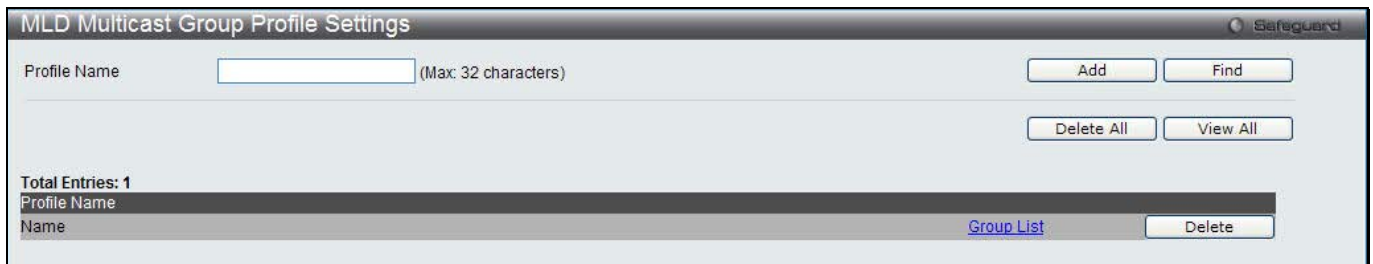 MLD Multicast Group Profile Settings Safeguard
Profile Name (Max: 32 characters) Add Find
Delete All View All
Total Entries: 1
Profile Name
Name Group List Delete